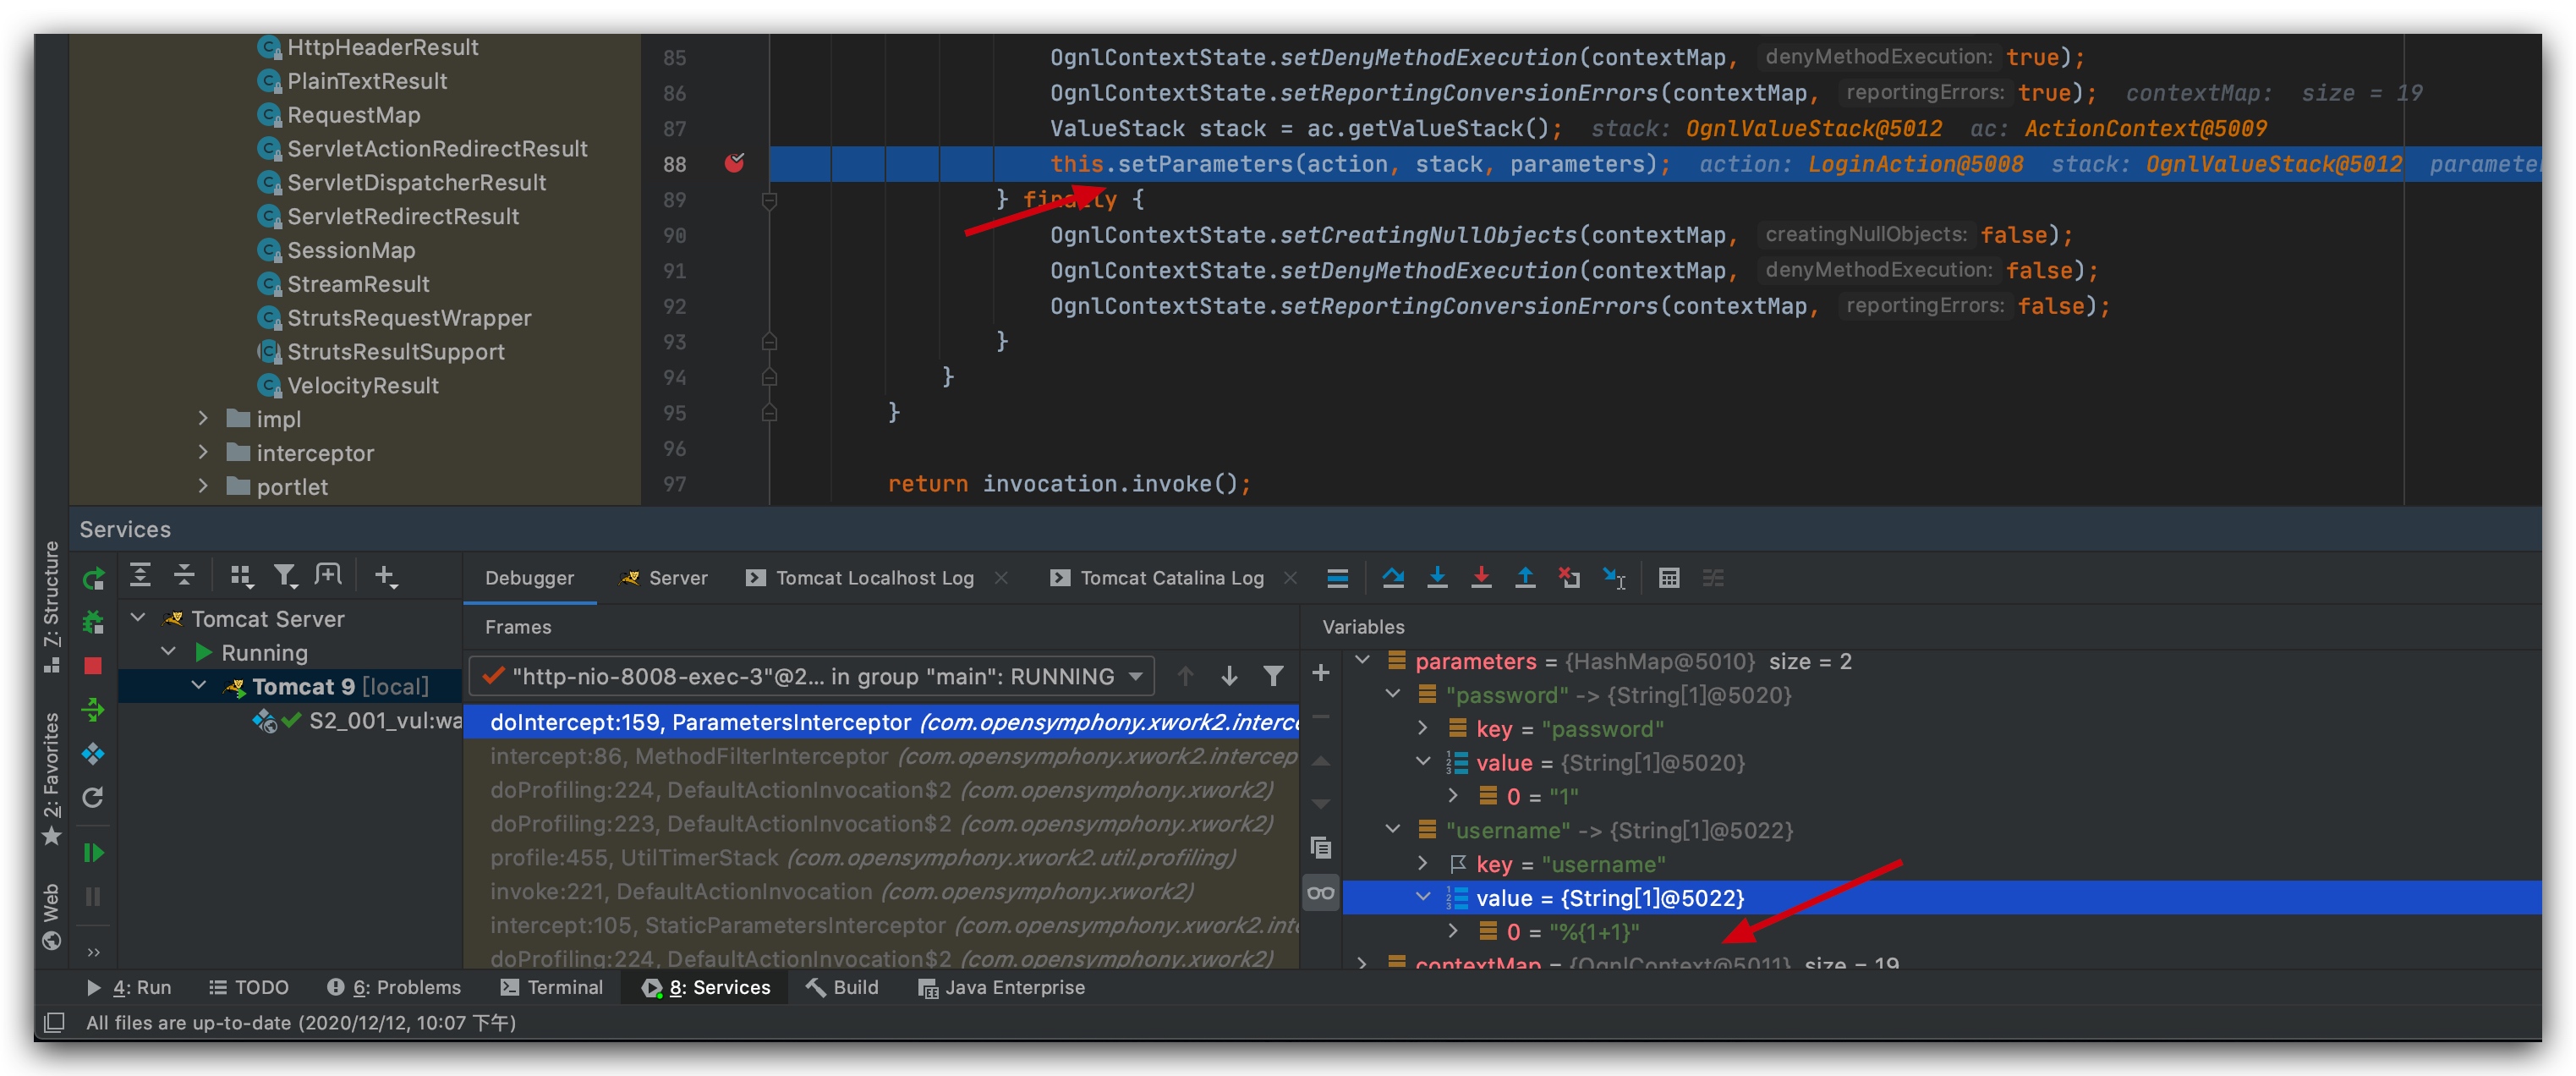 HttpHeaderResult
PlainTextResult
RequestMap
ServletActionRedirectResult
ServletDispatcherResult
ServletRedirectResult
SessionMap
StreamResult
StrutsRequestWrapper
StrutsResultSupport
VelocityResult
impl
interceptor
portlet
85 OgnlContextState.setDenyMethodExecution(contextMap, denyMethodExecution: true);
86 OgnlContextState.setReportingConversionErrors(contextMap, reportingErrors: true); contextMap: size = 19
87 ValueStack stack = ac.getValueStack(); stack: OgnlValueStack@5012 ac: ActionContext@5009
88 this.setParameters(action, stack, parameters); action: LoginAction@5008 stack: OgnlValueStack@5012 paramete
89 } finally {
90 OgnlContextState.setCreatingNullObjects(contextMap, creatingNullObjects: false);
91 OgnlContextState.setDenyMethodExecution(contextMap, denyMethodExecution: false);
92 OgnlContextState.setReportingConversionErrors(contextMap, reportingErrors: false);
93 }
94 }
95 }
96
97 return invocation.invoke();
Z: Structure
2: Favorites
Web
Services
Debugger Server Tomcat Localhost Log Tomcat Catalina Log
Tomcat Server
Running
Tomcat 9 [local]
S2_001_vul:wa
Frames
"http-nio-8008-exec-3"@2... in group "main": RUNNING
doIntercept:159, ParametersInterceptor (com.opensymphony.xwork2.interce
intercept:86, MethodFilterInterceptor (com.opensymphony.xwork2.intercep
doProfiling:224, DefaultActionInvocation$2 (com.opensymphony.xwork2)
doProfiling:223, DefaultActionInvocation$2 (com.opensymphony.xwork2)
profile:455, UtilTimerStack (com.opensymphony.xwork2.util.profiling)
invoke:221, DefaultActionInvocation (com.opensymphony.xwork2)
intercept:105, StaticParametersInterceptor (com.opensymphony.xwork2.inte
doProfiling:224, DefaultActionInvocation$2 (com.opensymphony.xwork2)
Variables
parameters = {HashMap@5010} size = 2
"password" -> {String[1]@5020}
key = "password"
value = {String[1]@5020}
0 = "1"
"username" -> {String[1]@5022}
key = "username"
value = {String[1]@5022}
0 = "%{1+1}"
contextMap = {OgnlContext@5011} size = 19
4: Run TODO 6: Problems Terminal 8: Services Build Java Enterprise
All files are up-to-date (2020/12/12, 10:07 下午)